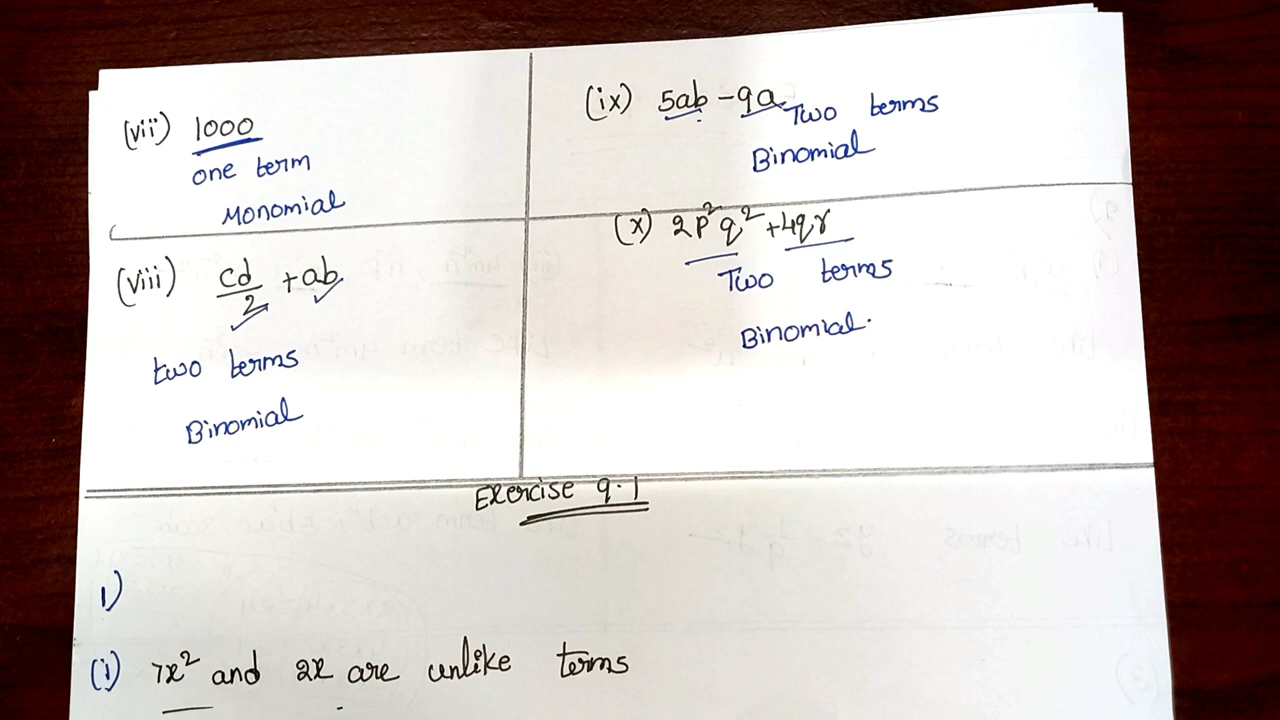 (vii) 1000
one term
Monomial
(viii) cd/2 + ab
two terms
Binomial
(ix) 5ab - 9a
Two terms
Binomial
(x) 2p²q² + 4qr
Two terms
Binomial.
Exercise 9.1
1)
(i) 7x² and 2x are unlike terms